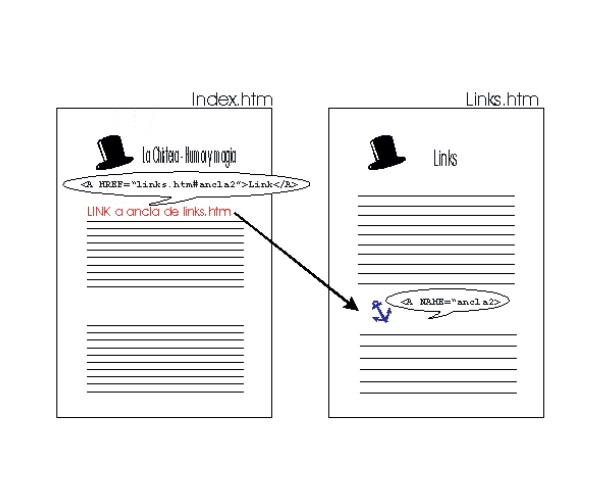 Index.htm
La Chistera - Humor y magia
<A HREF="links.htm#ancla2">Link</A>
LINK a ancla de links.htm
Links.htm
Links
<A NAME="ancla2>